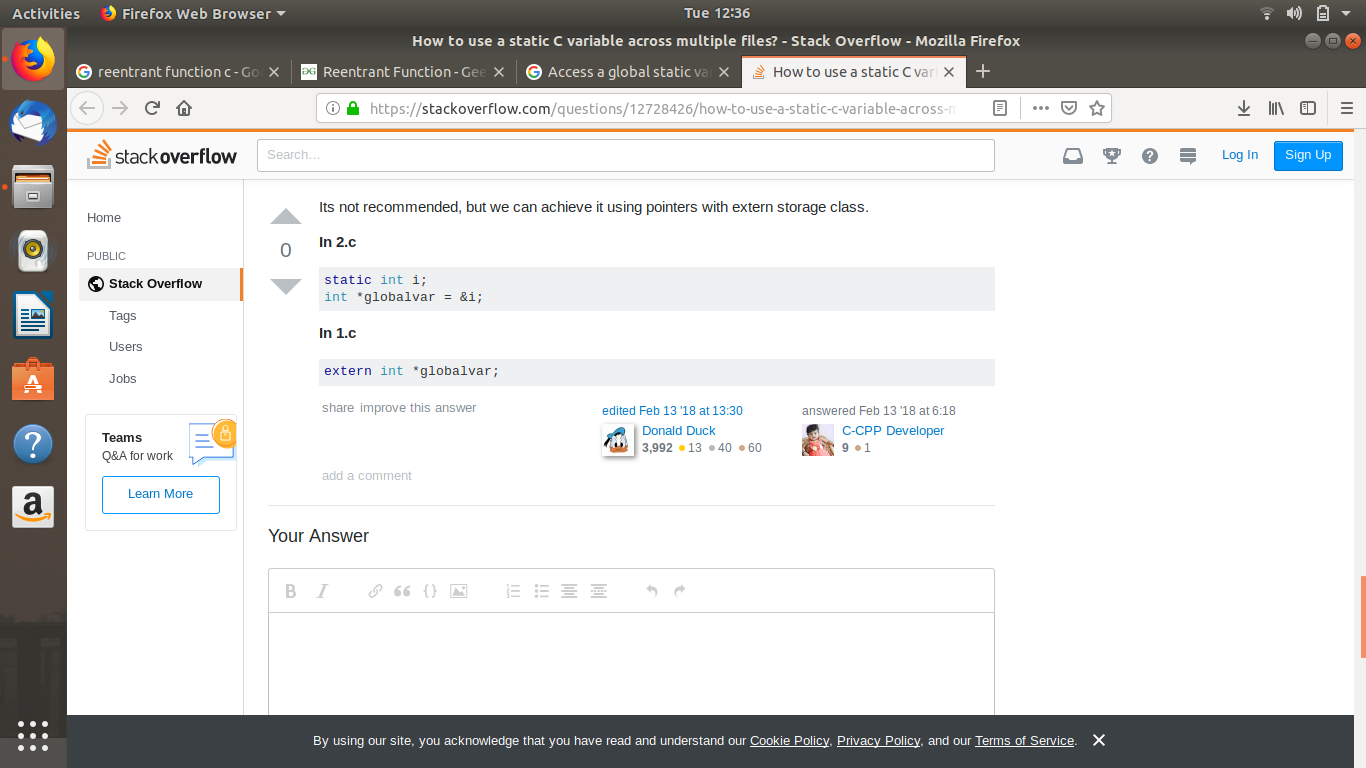 Activities
Firefox Web Browser
Tue 12:36
How to use a static C variable across multiple files? - Stack Overflow - Mozilla Firefox
reentrant function c - Go
Reentrant Function - Gee
Access a global static va
How to use a static C var
https://stackoverflow.com/questions/12728426/how-to-use-a-static-c-variable-across-m
stackoverflow
Search…
Log In
Sign Up
Home
PUBLIC
Stack Overflow
Tags
Users
Jobs
Teams
Q&A for work
Learn More
Its not recommended, but we can achieve it using pointers with extern storage class.
0
In 2.c
static int i;
int *globalvar = &i;
In 1.c
extern int *globalvar;
share improve this answer
edited Feb 13 '18 at 13:30
Donald Duck
3,992 13 40 60
answered Feb 13 '18 at 6:18
C-CPP Developer
9 1
add a comment
Your Answer
By using our site, you acknowledge that you have read and understand our Cookie Policy, Privacy Policy, and our Terms of Service.